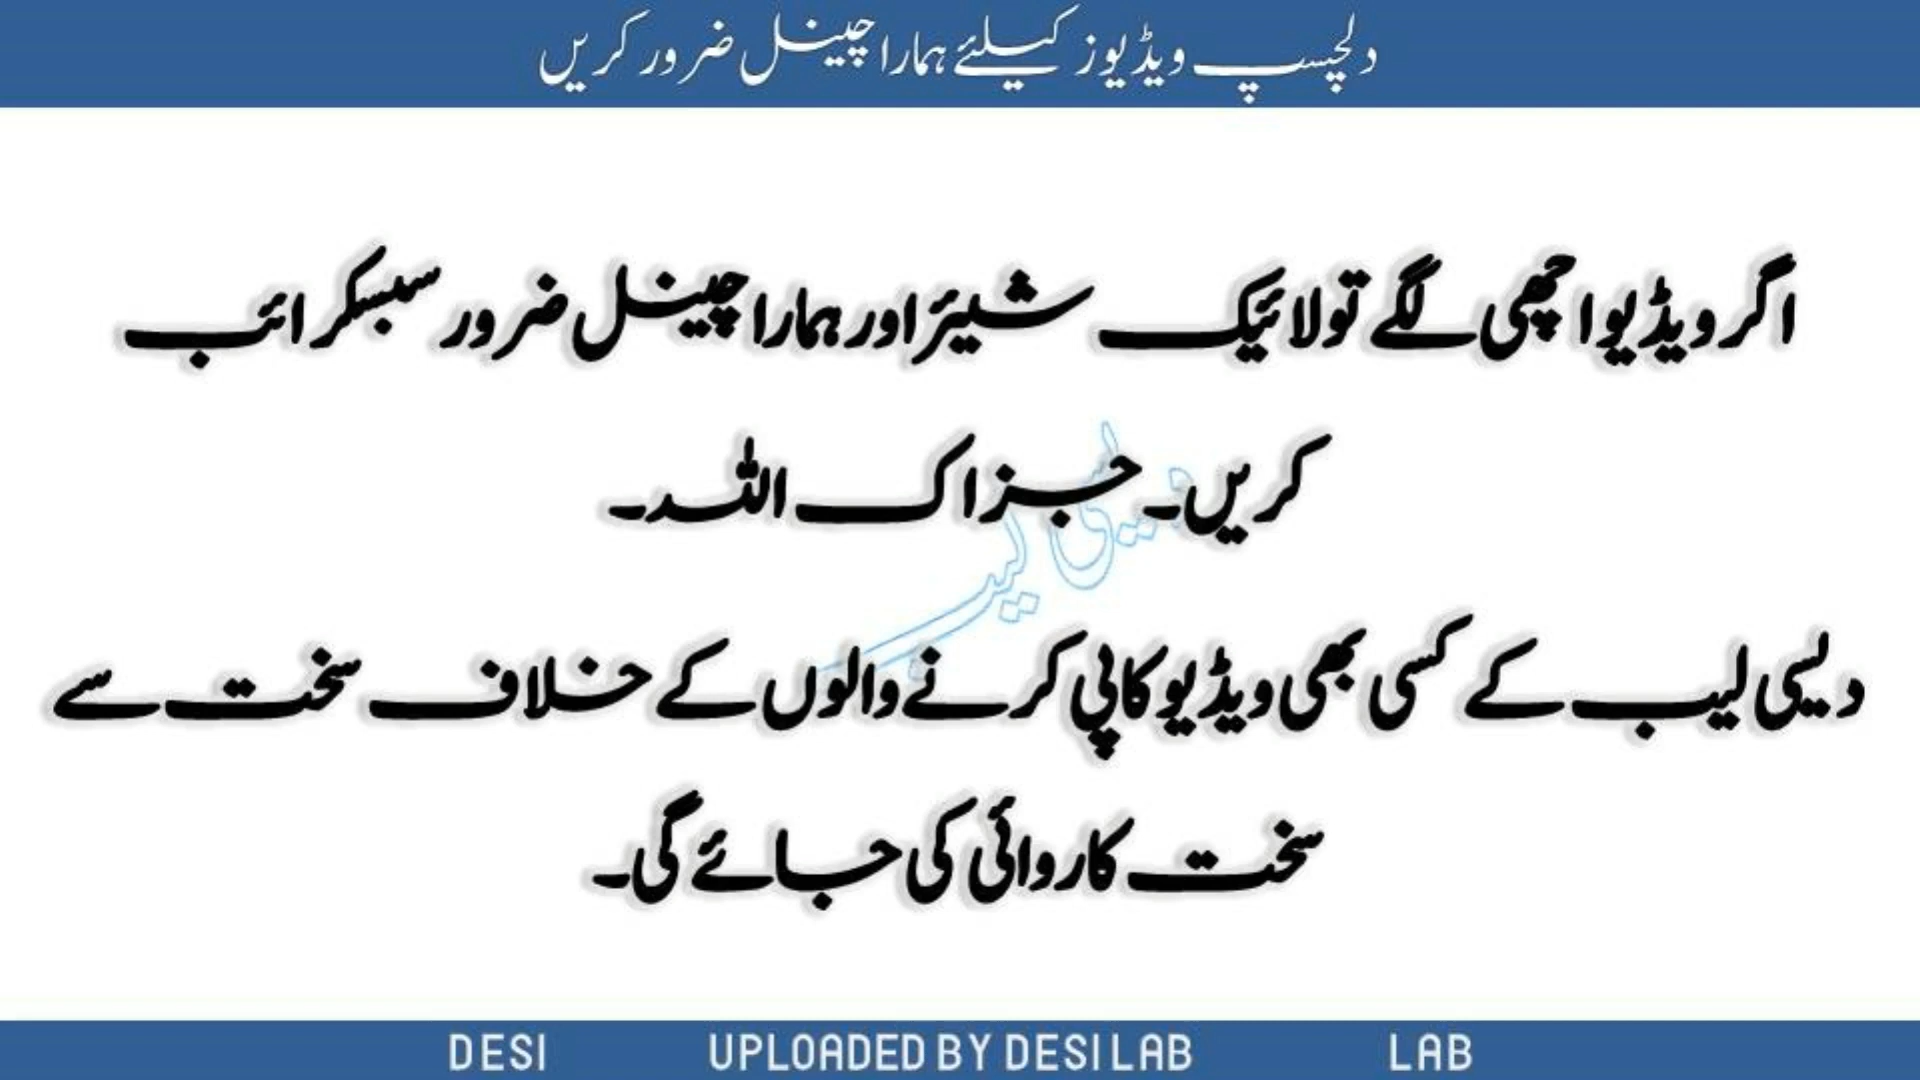 دلچسپ ویڈیوز کیلئے ہمارا چینل ضرور کریں
اگر ویڈیو اچھی لگے تو لائیک شیئر اور ہمارا چینل ضرور سبسکرائب
کریں۔ جزاک اللہ۔
دیسی لیب
دیسی لیب کے کسی بھی ویڈیو کاپی کرنے والوں کے خلاف سخت سے
سخت کاروائی کی جائے گی۔
DESI UPLOADED BY DESI LAB LAB